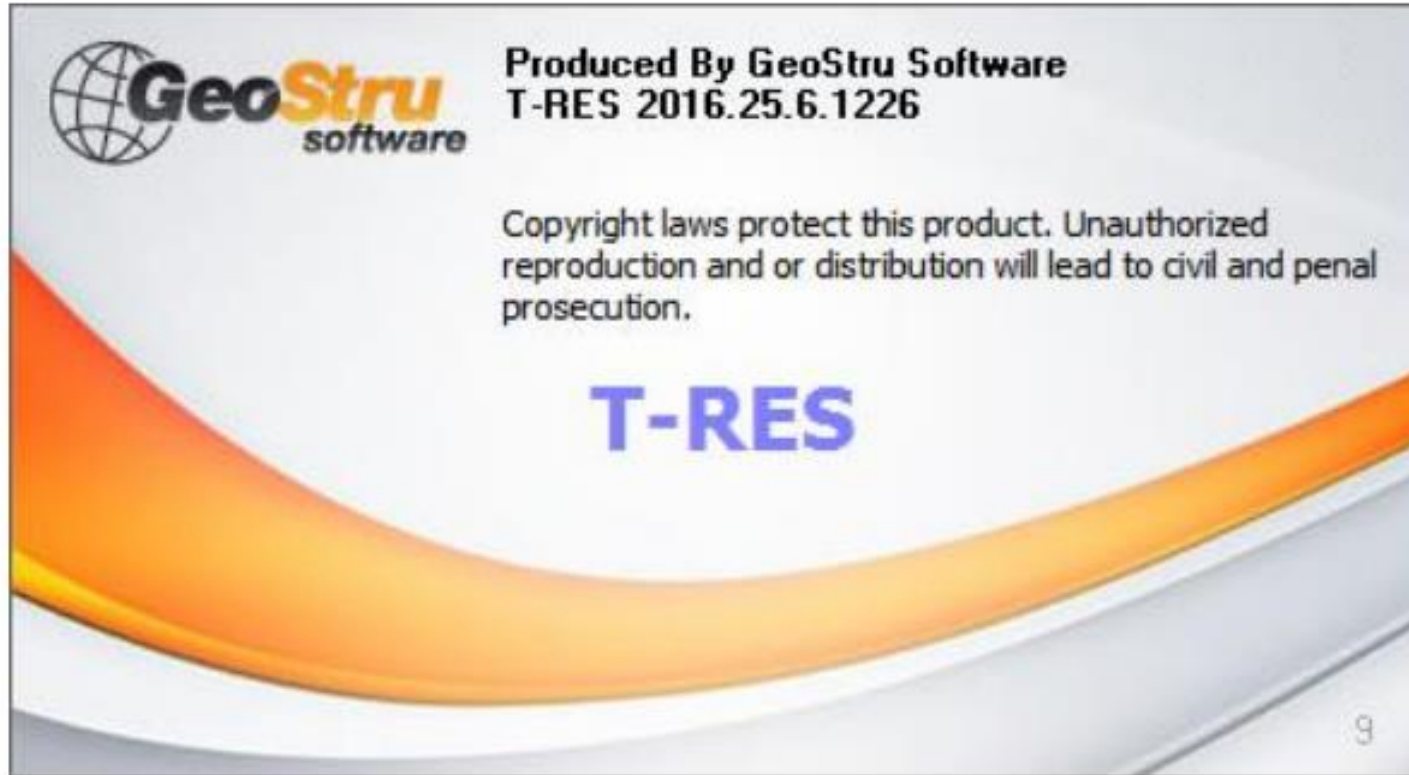 GeoStru
software
Produced By GeoStru Software
T-RES 2016.25.6.1226
Copyright laws protect this product. Unauthorized
reproduction and or distribution will lead to civil and penal
prosecution.
T-RES
9